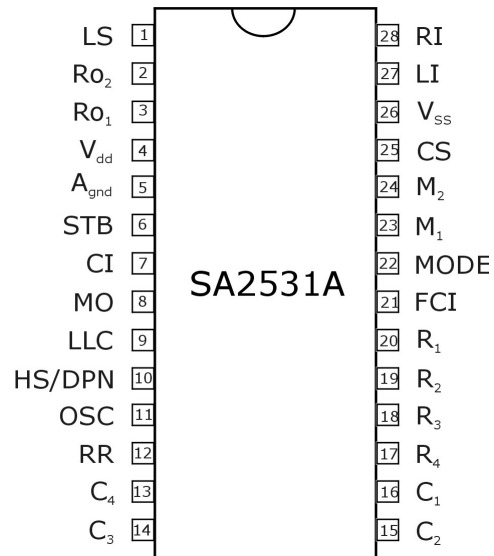 LS 1 28 RI
Ro₂ 2 27 LI
Ro₁ 3 26 Vss
Vdd 4 25 CS
Agnd 5 24 M₂
STB 6 23 M₁
CI 7 22 MODE
SA2531A
MO 8 21 FCI
LLC 9 20 R₁
HS/DPN 10 19 R₂
OSC 11 18 R₃
RR 12 17 R₄
C₄ 13 16 C₁
C₃ 14 15 C₂